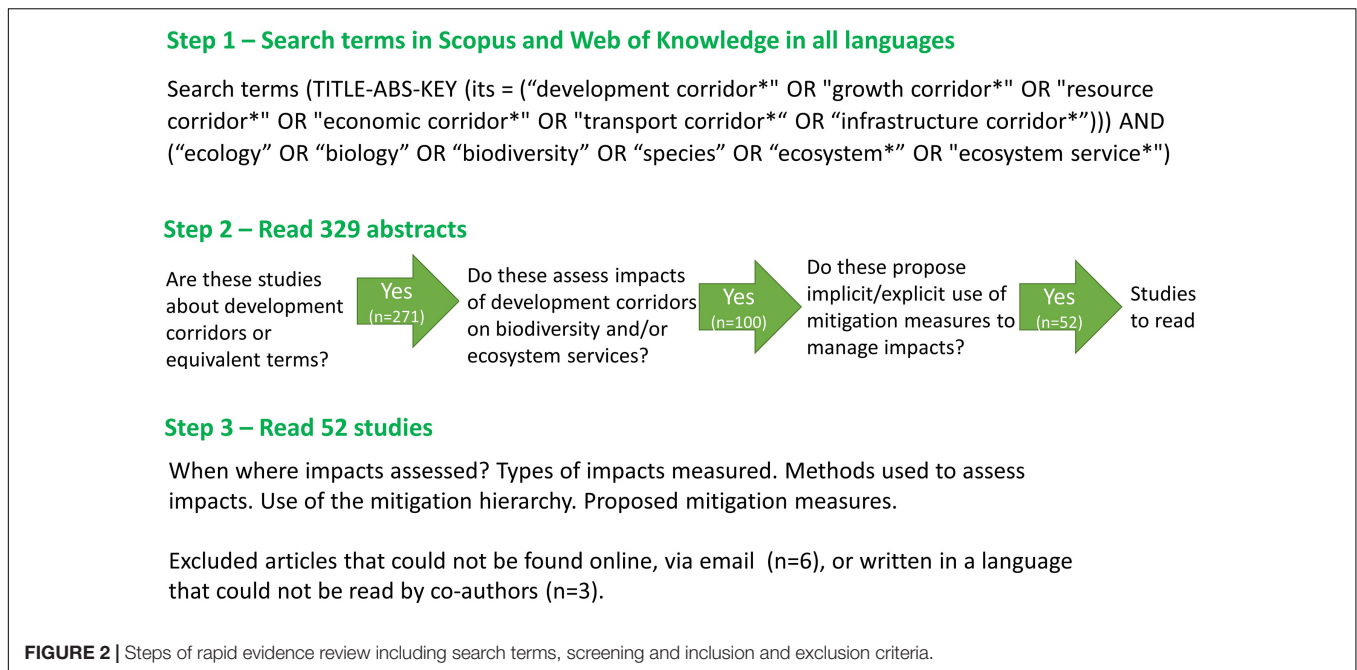 Step 1 – Search terms in Scopus and Web of Knowledge in all languages
Search terms (TITLE-ABS-KEY (its = (“development corridor*" OR "growth corridor*" OR "resource
corridor*" OR "economic corridor*" OR "transport corridor*“ OR “infrastructure corridor*”))) AND
(“ecology” OR “biology” OR “biodiversity” OR “species” OR “ecosystem*” OR "ecosystem service*")
Step 2 – Read 329 abstracts
Are these studies
about development
corridors or
equivalent terms?
Yes
(n=271)
Do these assess impacts
of development corridors
on biodiversity and/or
ecosystem services?
Yes
(n=100)
Do these propose
implicit/explicit use of
mitigation measures to
manage impacts?
Yes
(n=52)
Studies
to read
Step 3 – Read 52 studies
When where impacts assessed? Types of impacts measured. Methods used to assess
impacts. Use of the mitigation hierarchy. Proposed mitigation measures.
Excluded articles that could not be found online, via email (n=6), or written in a language
that could not be read by co-authors (n=3).
FIGURE 2 | Steps of rapid evidence review including search terms, screening and inclusion and exclusion criteria.